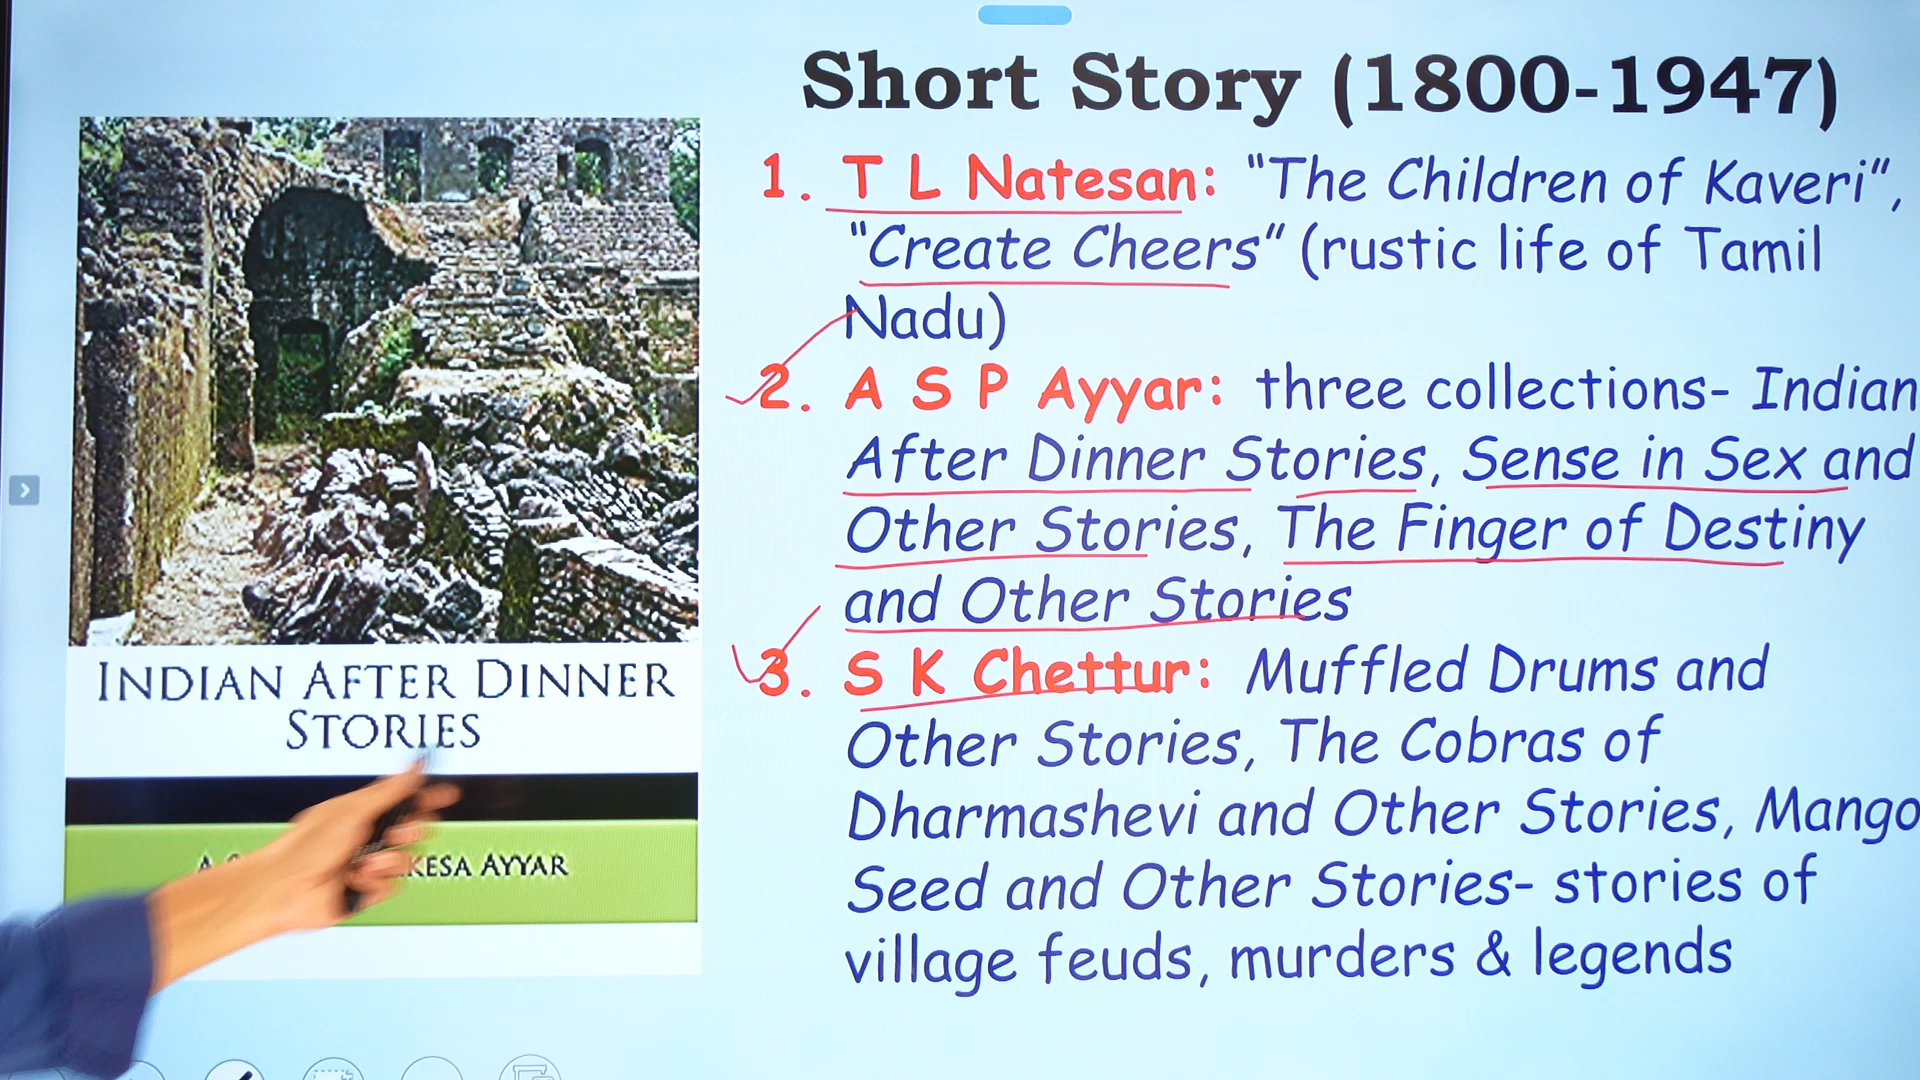 Short Story (1800-1947)
1. T L Natesan: “The Children of Kaveri”,
“Create Cheers” (rustic life of Tamil
Nadu)
2. A S P Ayyar: three collections- Indian
After Dinner Stories, Sense in Sex and
Other Stories, The Finger of Destiny
and Other Stories
3. S K Chettur: Muffled Drums and
Other Stories, The Cobras of
Dharmashevi and Other Stories, Mango
Seed and Other Stories- stories of
village feuds, murders & legends
INDIAN AFTER DINNER
STORIES
AYYAR